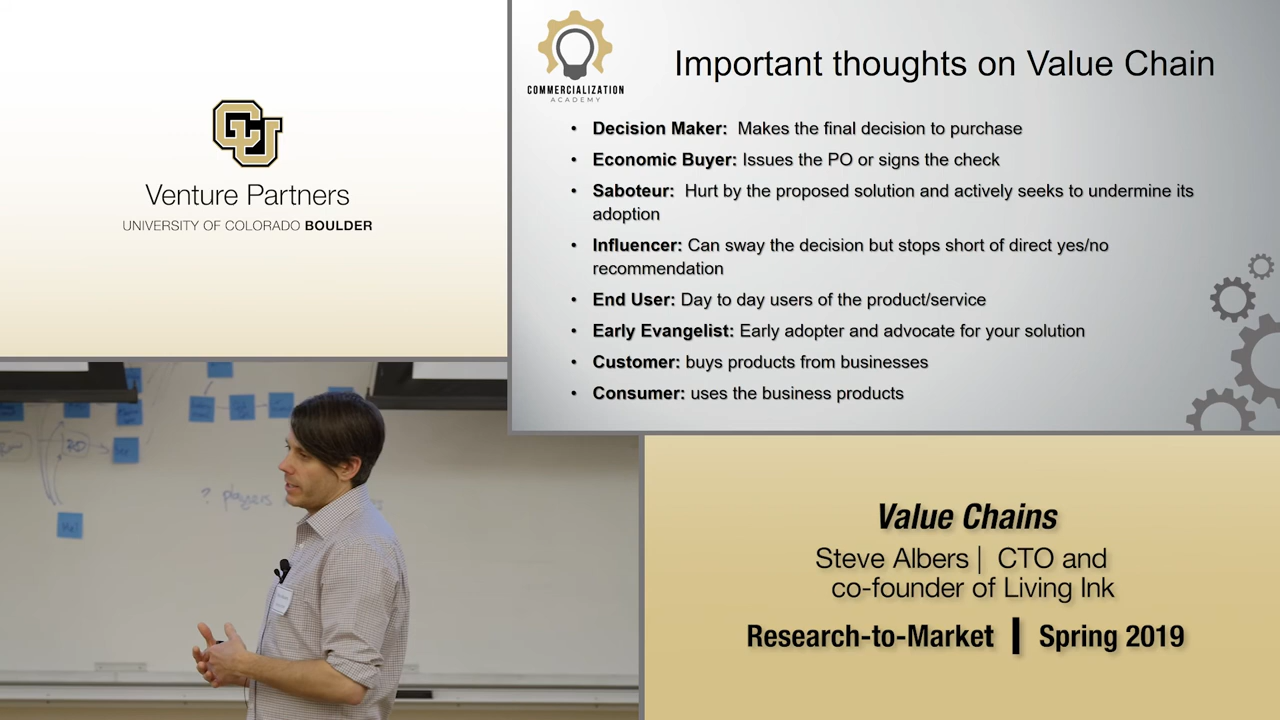 CU
Venture Partners
UNIVERSITY OF COLORADO BOULDER
COMMERCIALIZATION
ACADEMY
Important thoughts on Value Chain
• Decision Maker: Makes the final decision to purchase
• Economic Buyer: Issues the PO or signs the check
• Saboteur: Hurt by the proposed solution and actively seeks to undermine its
adoption
• Influencer: Can sway the decision but stops short of direct yes/no
recommendation
• End User: Day to day users of the product/service
• Early Evangelist: Early adopter and advocate for your solution
• Customer: buys products from businesses
• Consumer: uses the business products
? players
Value Chains
Steve Albers | CTO and
co-founder of Living Ink
Research-to-Market | Spring 2019